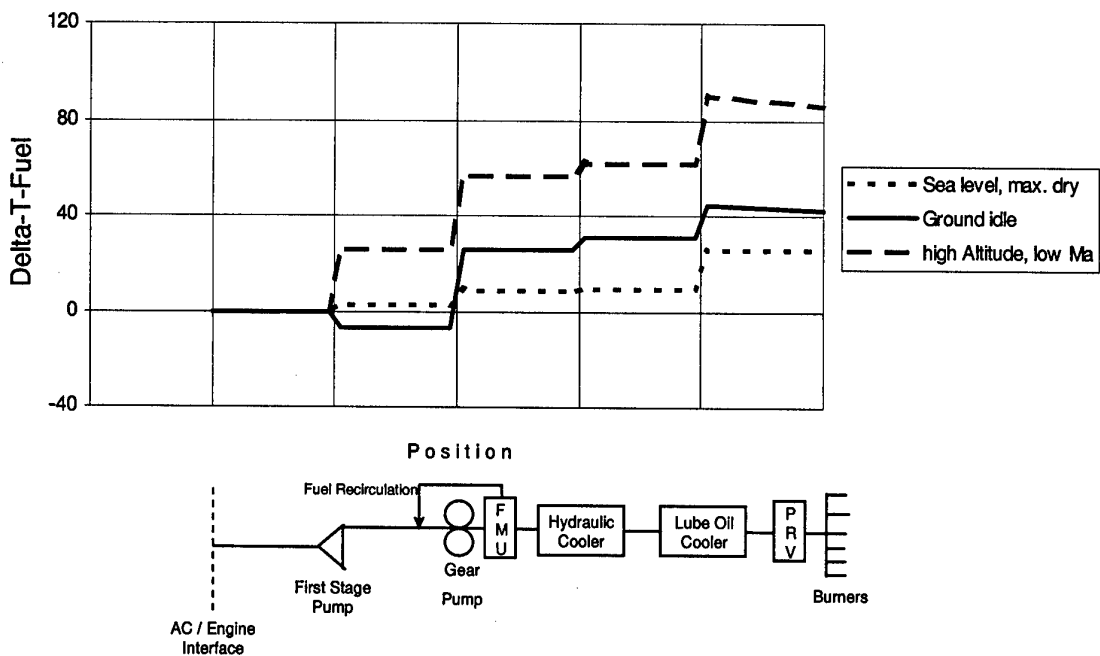 120
80
40
0
-40
Delta-T-Fuel
Sea level, max. dry
Ground idle
high Altitude, low Ma
Position
Fuel Recirculation
F
M
U
Hydraulic
Cooler
Lube Oil
Cooler
P
R
V
Gear
Pump
First Stage
Pump
Burners
AC / Engine
Interface